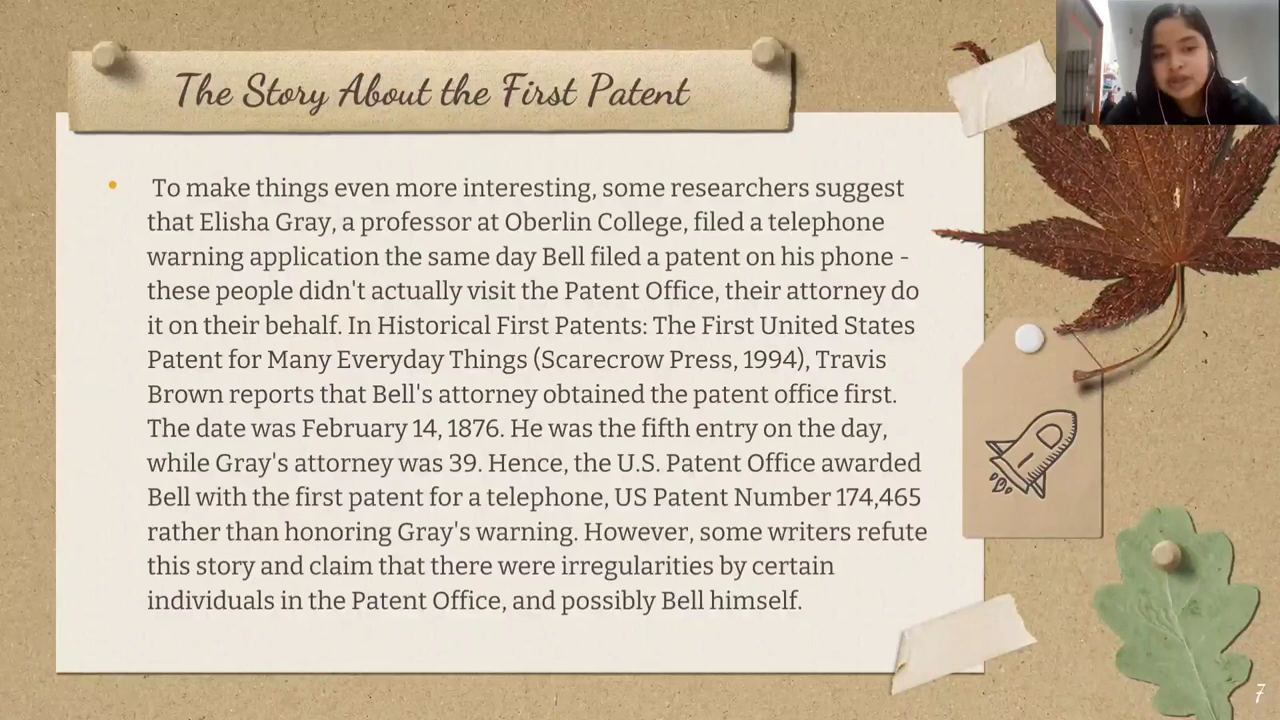 The Story About the First Patent
• To make things even more interesting, some researchers suggest
that Elisha Gray, a professor at Oberlin College, filed a telephone
warning application the same day Bell filed a patent on his phone -
these people didn't actually visit the Patent Office, their attorney do
it on their behalf. In Historical First Patents: The First United States
Patent for Many Everyday Things (Scarecrow Press, 1994), Travis
Brown reports that Bell's attorney obtained the patent office first.
The date was February 14, 1876. He was the fifth entry on the day,
while Gray's attorney was 39. Hence, the U.S. Patent Office awarded
Bell with the first patent for a telephone, US Patent Number 174,465
rather than honoring Gray's warning. However, some writers refute
this story and claim that there were irregularities by certain
individuals in the Patent Office, and possibly Bell himself.
7